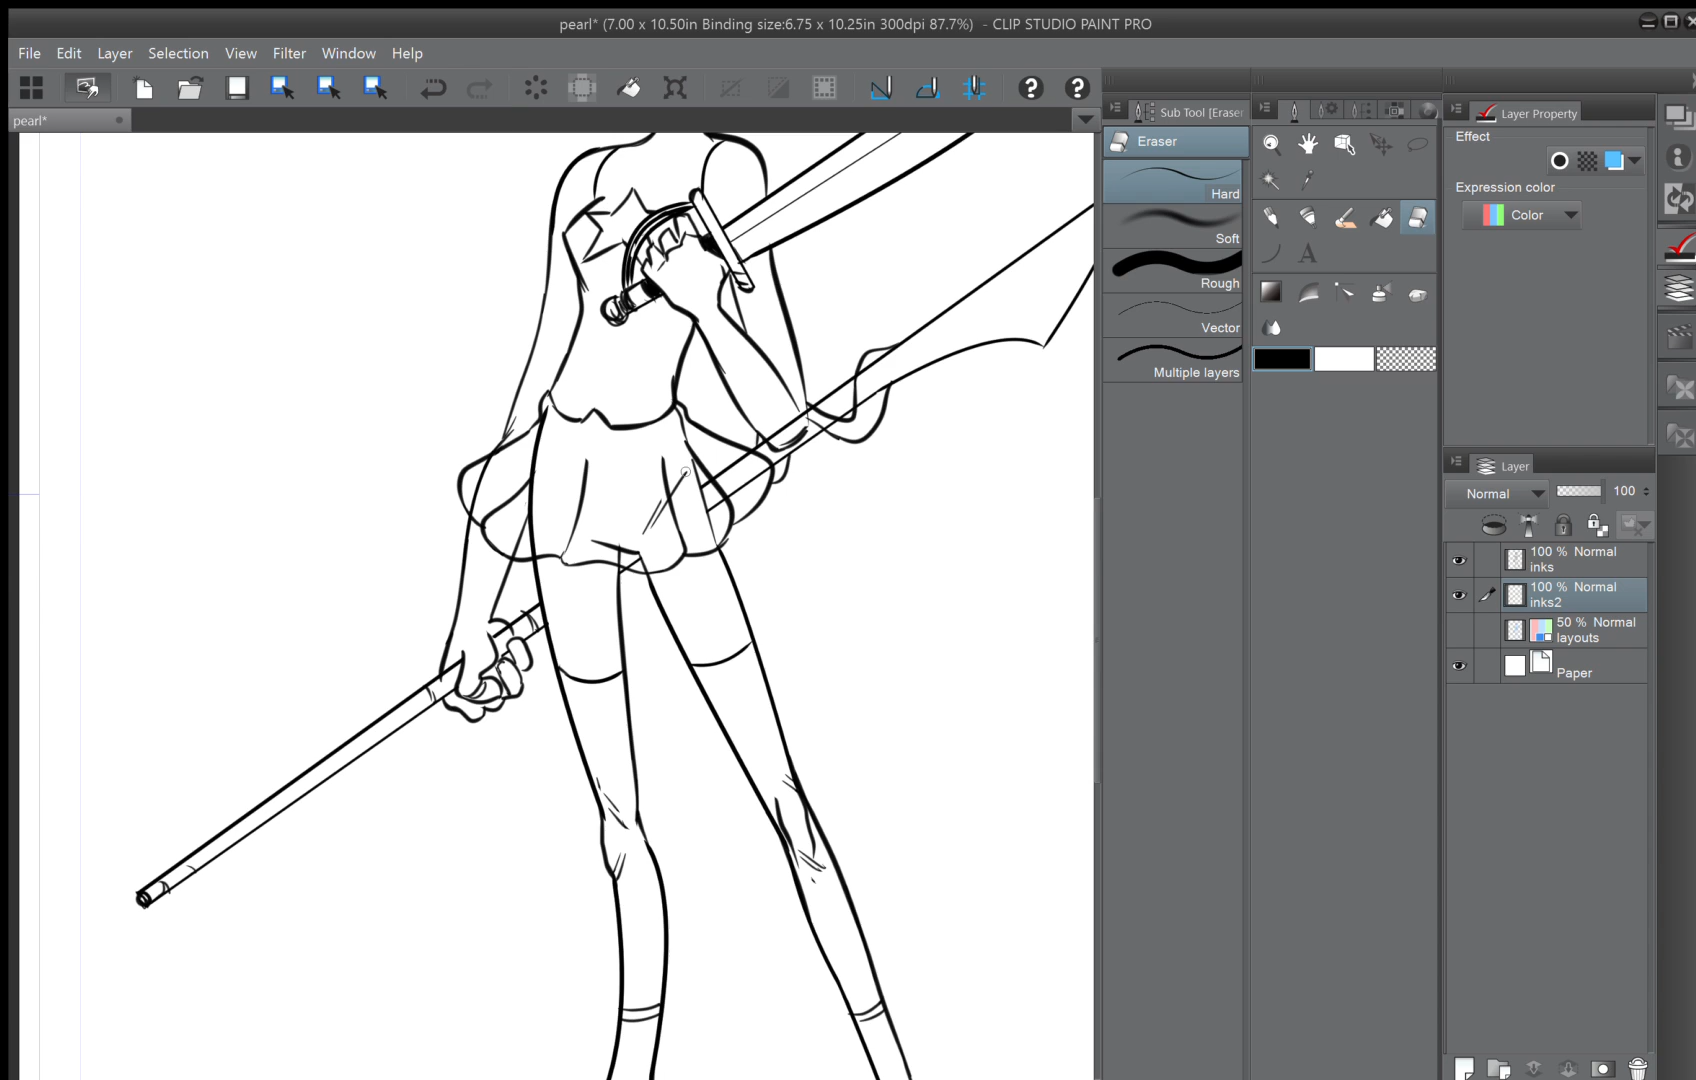 pearl* (7.00 x 10.50in Binding size:6.75 x 10.25in 300dpi 87.7%) - CLIP STUDIO PAINT PRO
File Edit Layer Selection View Filter Window Help
pearl*
Sub Tool [Eraser
Eraser
Hard
Soft
Rough
Vector
Multiple layers
A
Layer Property
Effect
Expression color
Color
Layer
Normal 100
100 % Normal
inks
100 % Normal
inks2
50 % Normal
layouts
Paper